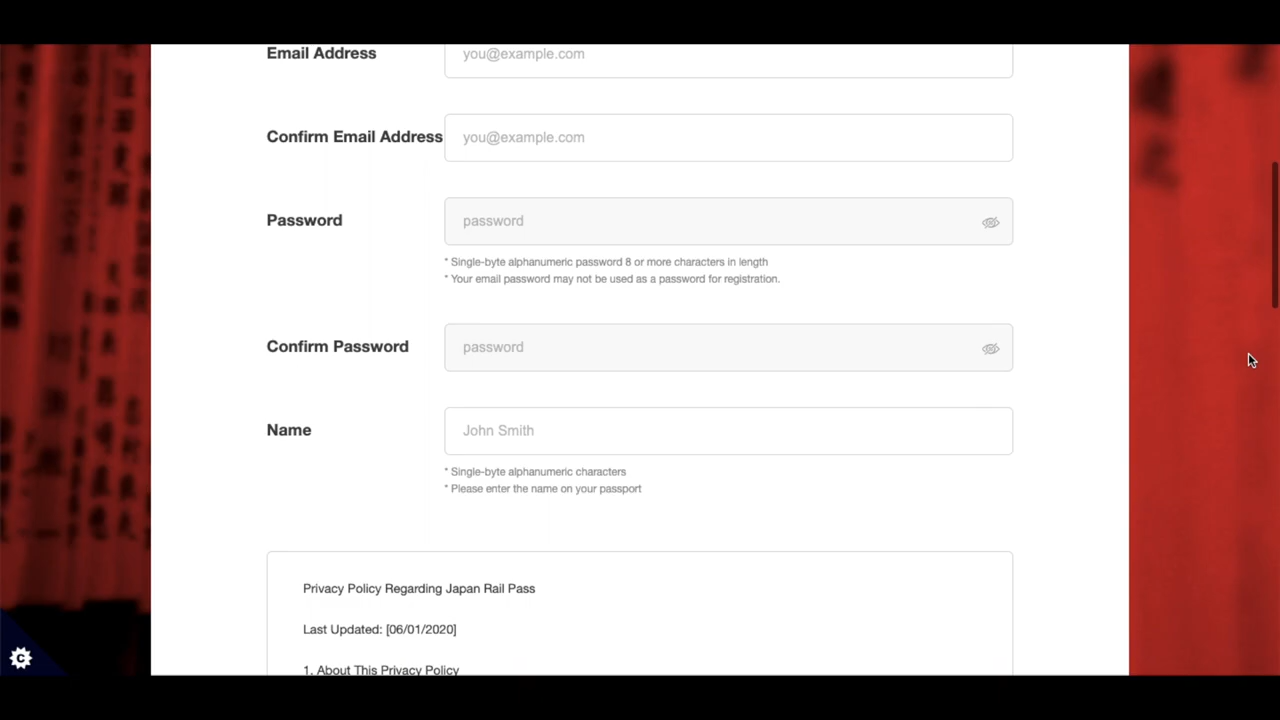 Email Address
you@example.com
Confirm Email Address
you@example.com
Password
password
* Single-byte alphanumeric password 8 or more characters in length
* Your email password may not be used as a password for registration.
Confirm Password
password
Name
John Smith
* Single-byte alphanumeric characters
* Please enter the name on your passport
Privacy Policy Regarding Japan Rail Pass
Last Updated: [06/01/2020]
1. About This Privacy Policy
C